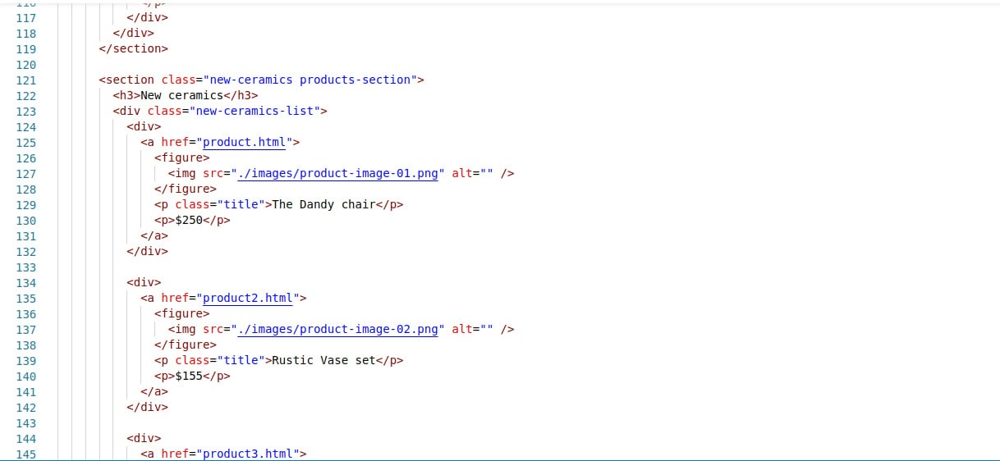 117 </div>
118 </div>
119 </section>
120
121 <section class="new-ceramics products-section">
122 <h3>New ceramics</h3>
123 <div class="new-ceramics-list">
124 <div>
125 <a href="product.html">
126 <figure>
127 <img src="./images/product-image-01.png" alt="" />
128 </figure>
129 <p class="title">The Dandy chair</p>
130 <p>$250</p>
131 </a>
132 </div>
133
134 <div>
135 <a href="product2.html">
136 <figure>
137 <img src="./images/product-image-02.png" alt="" />
138 </figure>
139 <p class="title">Rustic Vase set</p>
140 <p>$155</p>
141 </a>
142 </div>
143
144 <div>
145 <a href="product3.html">